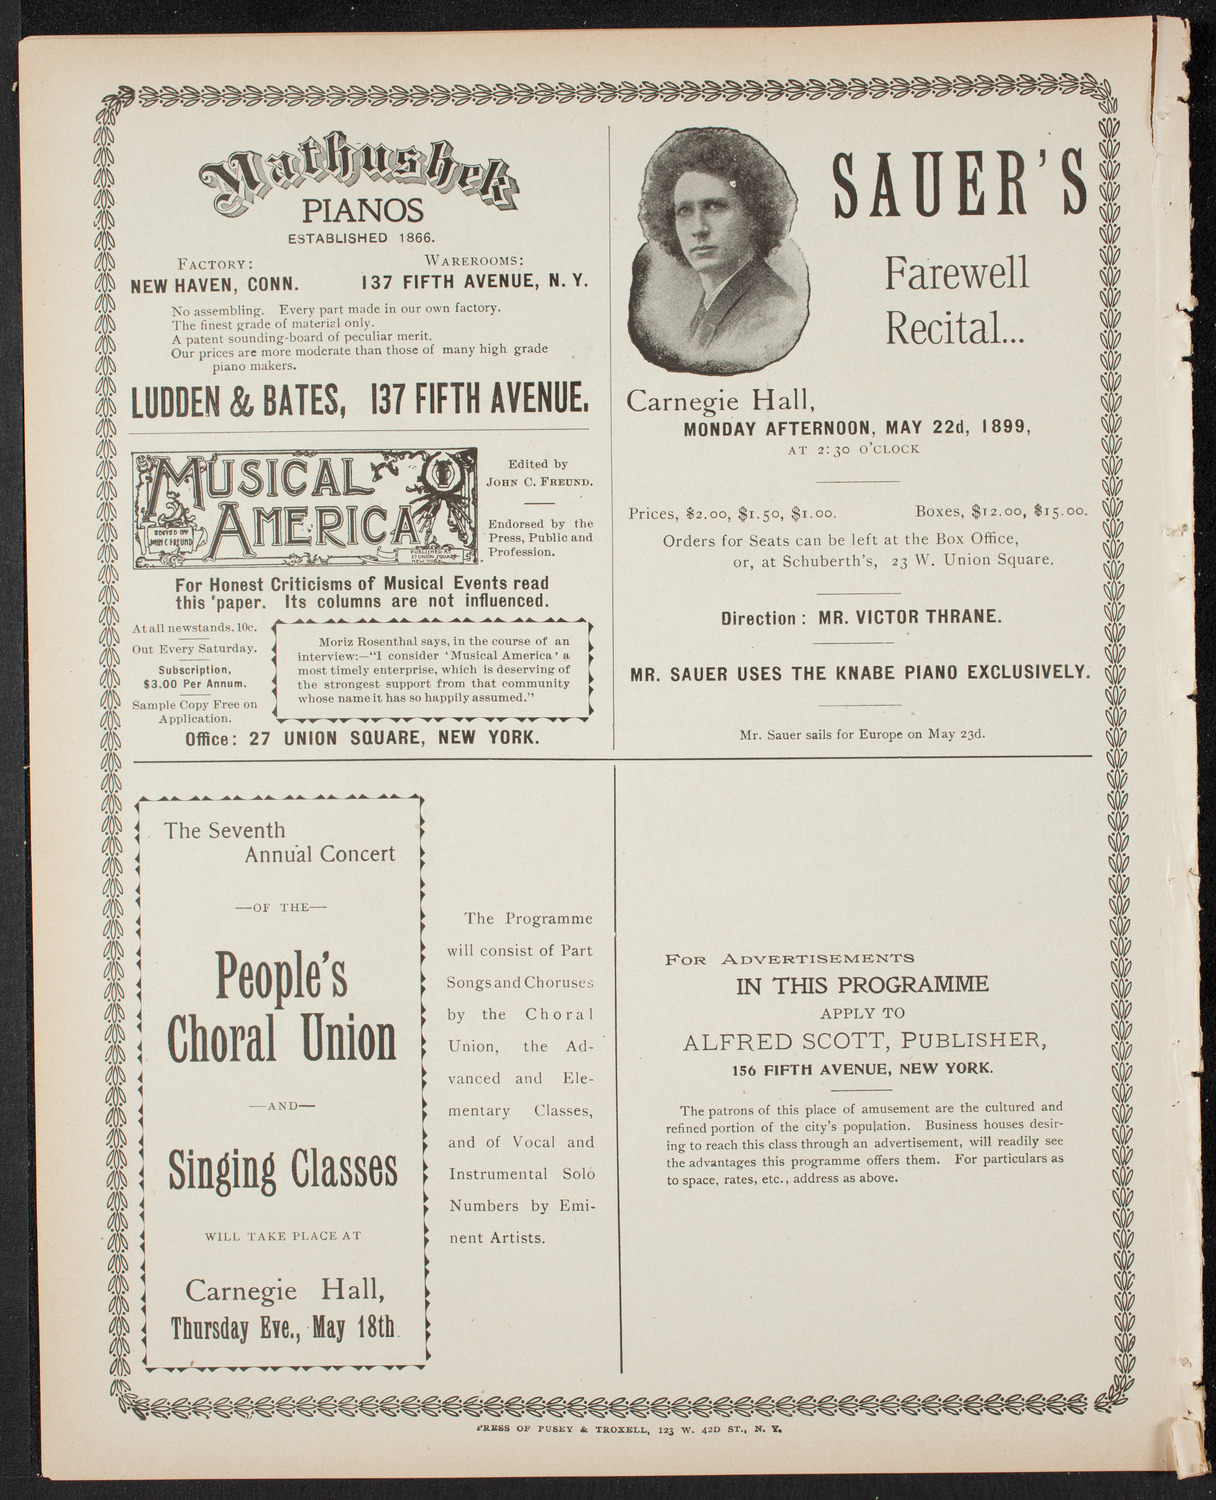 Mathushek
PIANOS
ESTABLISHED 1866.
FACTORY:
NEW HAVEN, CONN.
WAREROOMS:
137 FIFTH AVENUE, N. Y.
No assembling. Every part made in our own factory.
The finest grade of material only.
A patent sounding-board of peculiar merit.
Our prices are more moderate than those of many high grade
piano makers.
LUDDEN & BATES, 137 FIFTH AVENUE.
MUSICAL
AMERICA
EDITED BY
JOHN C FREUND
PUBLISHED AT
27 UNION SQUARE
NEW YORK
Edited by
JOHN C. FREUND.
Endorsed by the
Press, Public and
Profession.
For Honest Criticisms of Musical Events read
this 'paper. Its columns are not influenced.
At all newstands, 10c.
Out Every Saturday.
Subscription,
$3.00 Per Annum.
Sample Copy Free on
Application.
Moriz Rosenthal says, in the course of an
interview:—"I consider 'Musical America' a
most timely enterprise, which is deserving of
the strongest support from that community
whose name it has so happily assumed."
Office: 27 UNION SQUARE, NEW YORK.
SAUER'S
Farewell
Recital...
Carnegie Hall,
MONDAY AFTERNOON, MAY 22d, 1899,
AT 2:30 O'CLOCK
Prices, $2.00, $1.50, $1.00. Boxes, $12.00, $15.00.
Orders for Seats can be left at the Box Office,
or, at Schuberth's, 23 W. Union Square.
Direction: MR. VICTOR THRANE.
MR. SAUER USES THE KNABE PIANO EXCLUSIVELY.
Mr. Sauer sails for Europe on May 23d.
The Seventh
Annual Concert
—OF THE—
People's
Choral Union
—AND—
Singing Classes
WILL TAKE PLACE AT
Carnegie Hall,
Thursday Eve., May 18th.
The Programme
will consist of Part
Songs and Choruses
by the Choral
Union, the Ad-
vanced and Ele-
mentary Classes,
and of Vocal and
Instrumental Solo
Numbers by Emi-
nent Artists.
FOR ADVERTISEMENTS
IN THIS PROGRAMME
APPLY TO
ALFRED SCOTT, PUBLISHER,
156 FIFTH AVENUE, NEW YORK.
The patrons of this place of amusement are the cultured and
refined portion of the city's population. Business houses desir-
ing to reach this class through an advertisement, will readily see
the advantages this programme offers them. For particulars as
to space, rates, etc., address as above.
PRESS OF PUSEY & TROXELL, 123 W. 42D ST., N. Y.